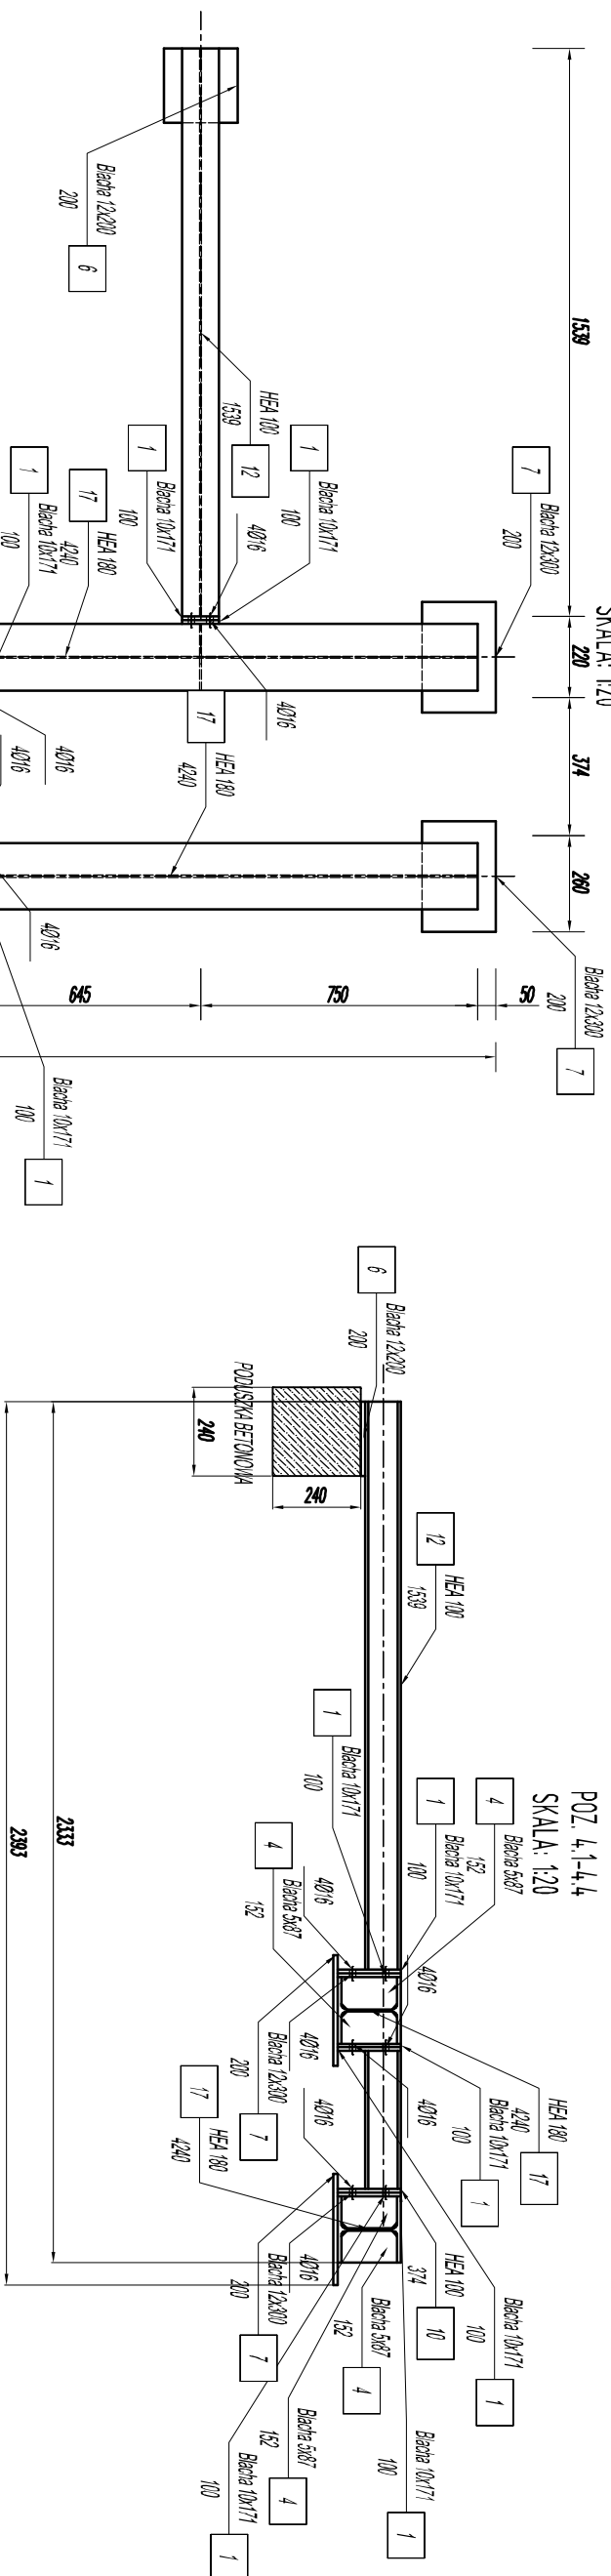 SKALA: 1:20
1539
220
374
260
7
Blacha 12x300
200
Blacha 12x300
200
7
50
750
645
Blacha 12x200
200
6
HEA 100
1539
12
1
Blacha 10x171
100
1
Blacha 10x171
100
4Ø16
4Ø16
17
HEA 180
4240
17
HEA 180
4240
1
Blacha 10x171
100
4Ø16
4Ø16
4Ø16
Blacha 10x171
100
1
POZ. 4.1-4.4
SKALA: 1:20
6
Blacha 12x200
200
PODUSZKA BETONOWA
240
240
12
HEA 100
1539
1
Blacha 10x171
100
4
Blacha 5x87
152
1
Blacha 10x171
100
4
Blacha 5x87
152
4Ø16
4Ø16
4Ø16
4Ø16
Blacha 12x300
200
7
HEA 180
4240
17
Blacha 10x171
100
1
17
HEA 180
4240
4Ø16
4Ø16
Blacha 12x300
200
7
HEA 100
374
10
Blacha 10x171
100
1
Blacha 5x87
152
4
Blacha 5x87
152
4
Blacha 10x171
100
1
Blacha 10x171
100
1
2333
2393